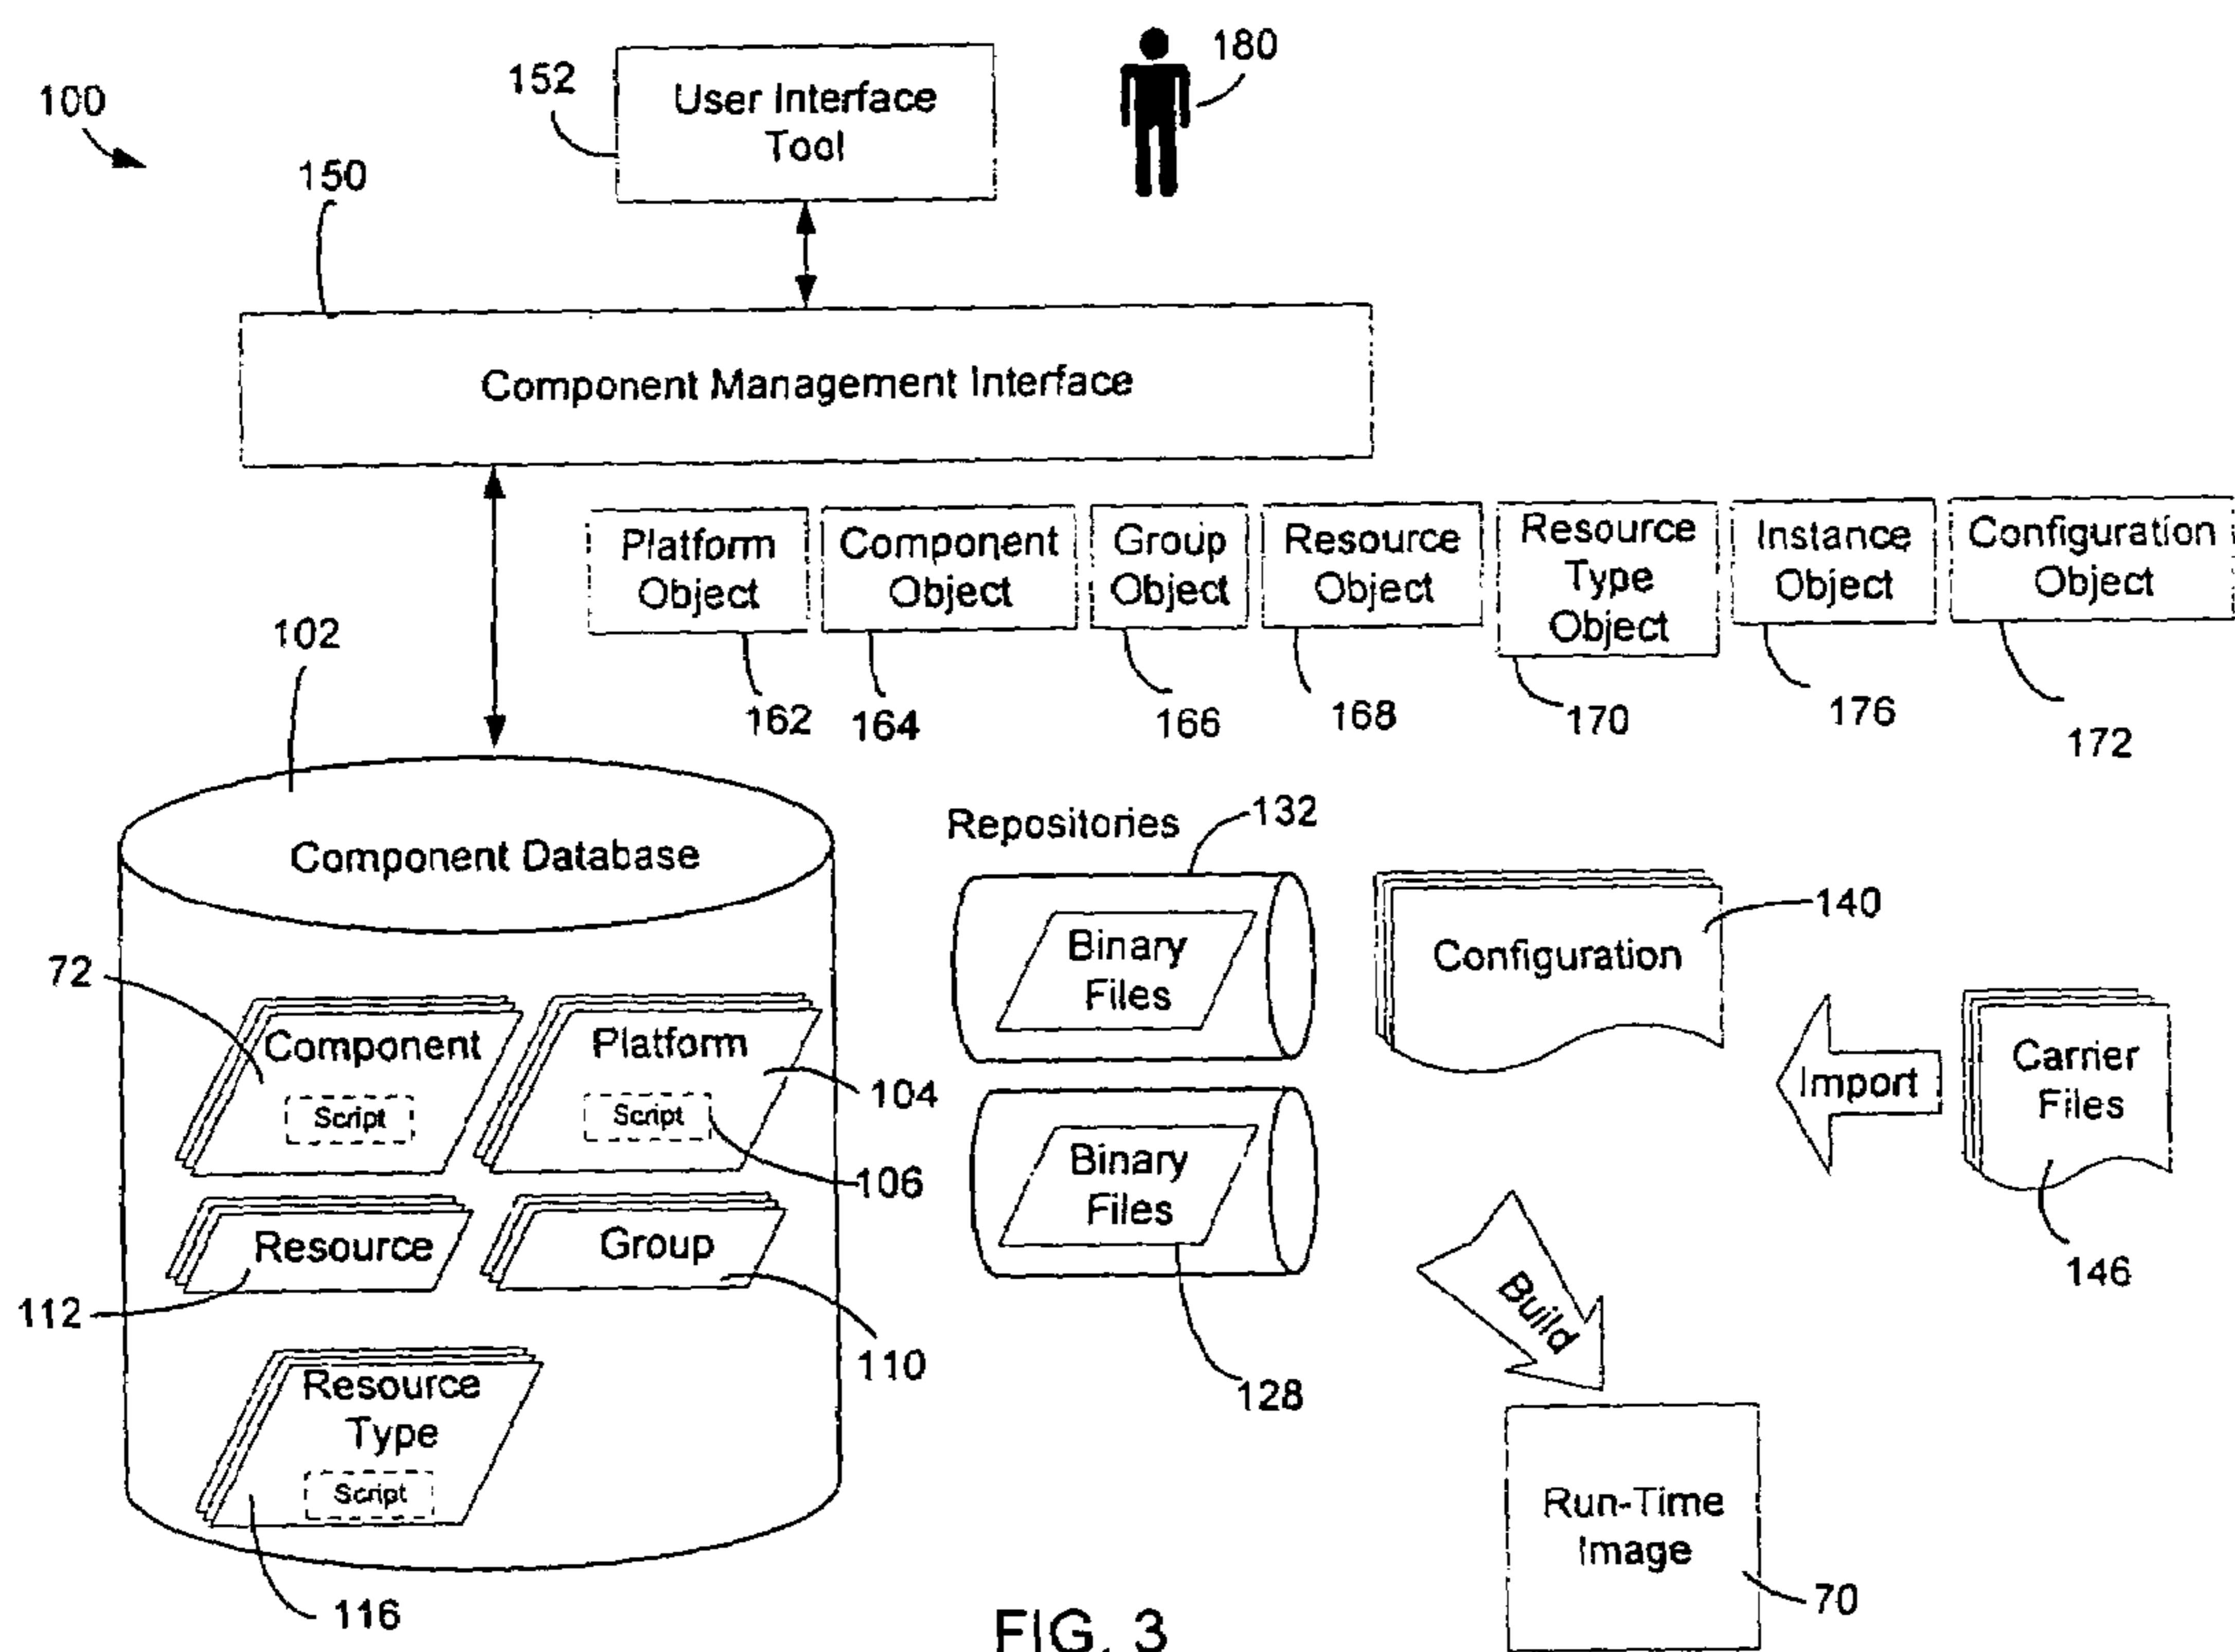 100
152
User Interface
Tool
180
150
Component Management Interface
Platform
Object
Component
Object
Group
Object
Resource
Object
Resource
Type
Object
Instance
Object
Configuration
Object
162
164
166
168
170
176
172
102
Component Database
Repositories
132
Binary
Files
Configuration
140
72
Component
Script
Platform
Script
104
106
Binary
Files
128
Import
Carrier
Files
146
Resource
112
Group
110
Build
Resource
Type
Script
116
Run-Time
Image
70
FIG. 3